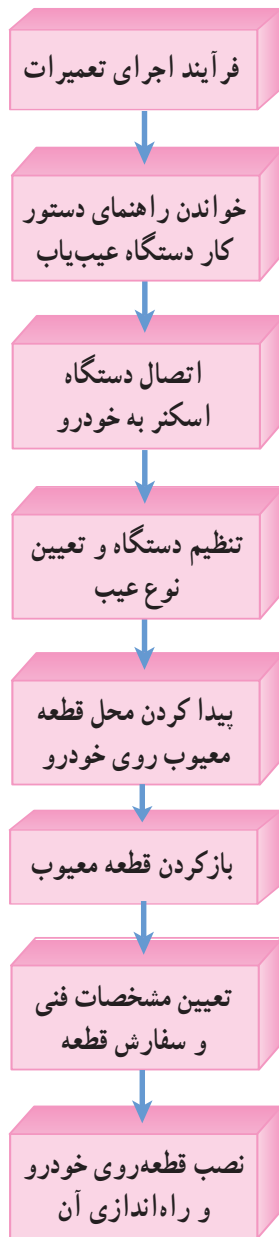 فرآیند اجرای تعمیرات
خواندن راهنمای دستور
کار دستگاه عیب‌یاب
اتصال دستگاه
اسکنر به خودرو
تنظیم دستگاه و تعیین
نوع عیب
پیدا کردن محل قطعه
معیوب روی خودرو
بازکردن قطعه معیوب
تعیین مشخصات فنی
و سفارش قطعه
نصب قطعه‌روی خودرو
و راه‌اندازی آن